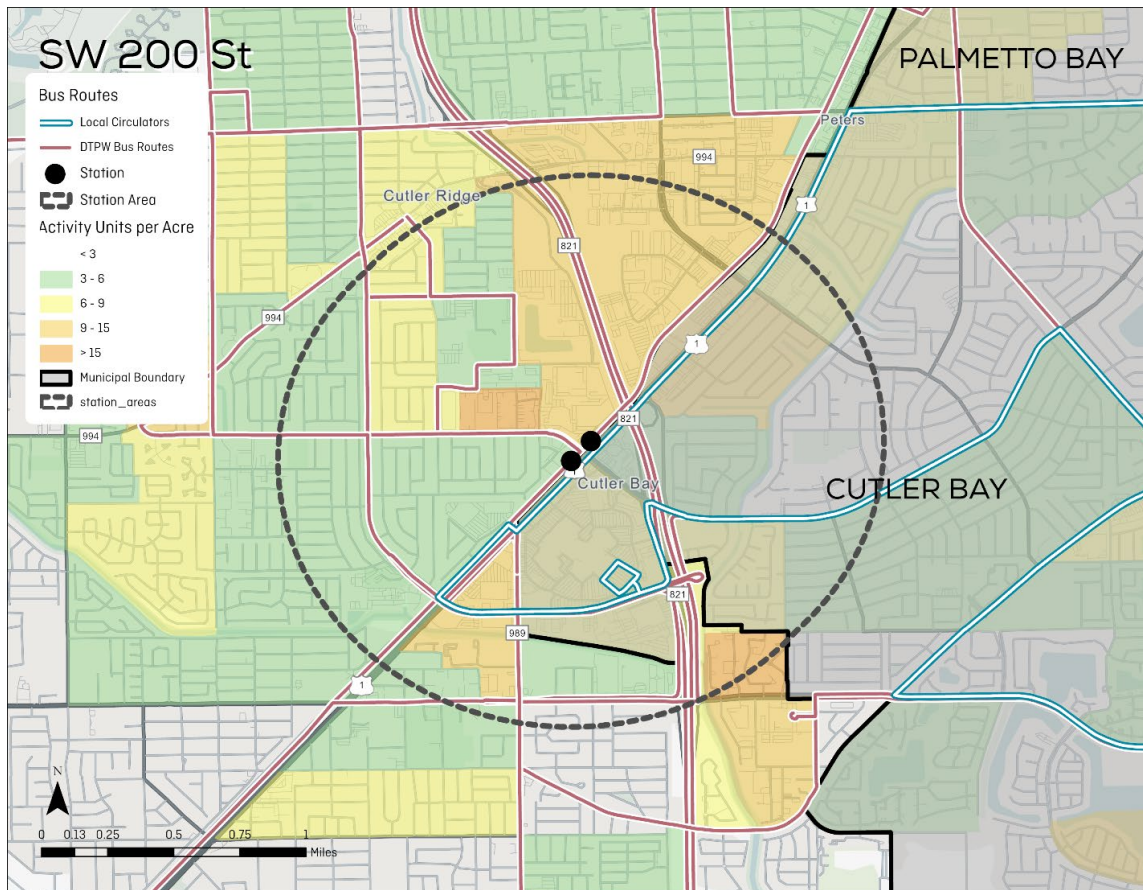 SW 200 St
PALMETTO BAY
Bus Routes
Local Circulators
DTPW Bus Routes
Station
Station Area
Activity Units per Acre
< 3
3 - 6
6 - 9
9 - 15
> 15
Municipal Boundary
station_areas
Peters
994
Cutler Ridge
1
821
994
1
821
994
Cutler Bay
CUTLER BAY
821
989
1
N
0 0.13 0.25 0.5 0.75 1
Miles